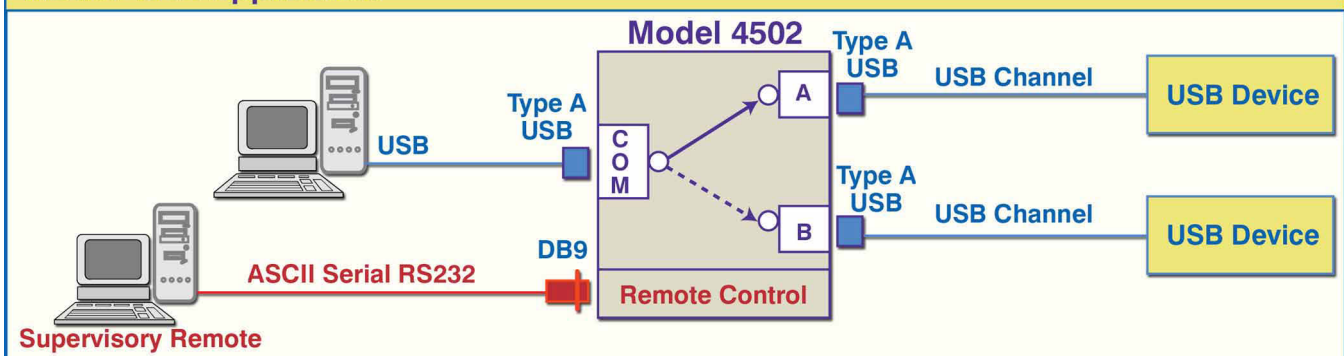 Model 4502
Type A
USB
USB Channel
USB Device
Type A
USB
USB
COM
A
B
Type A
USB
USB Channel
USB Device
DB9
ASCII Serial RS232
Remote Control
Supervisory Remote